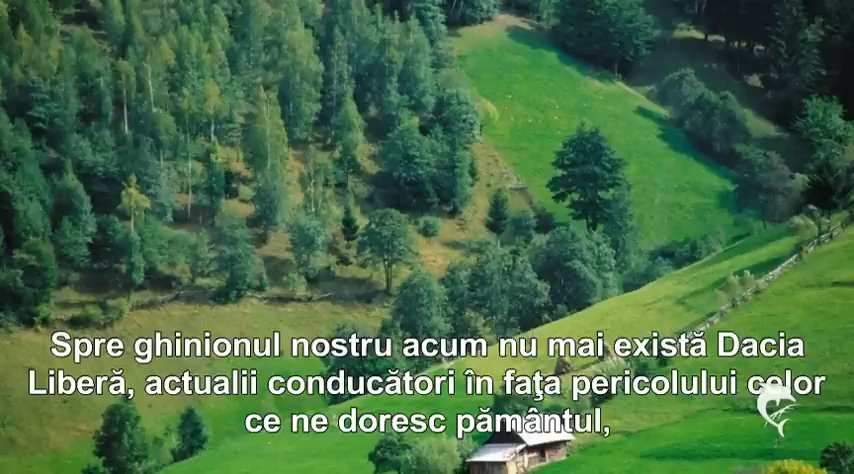 Spre ghinionul nostru acum nu mai există Dacia
Liberă, actualii conducători în faţa pericolului celor
ce ne doresc pământul,